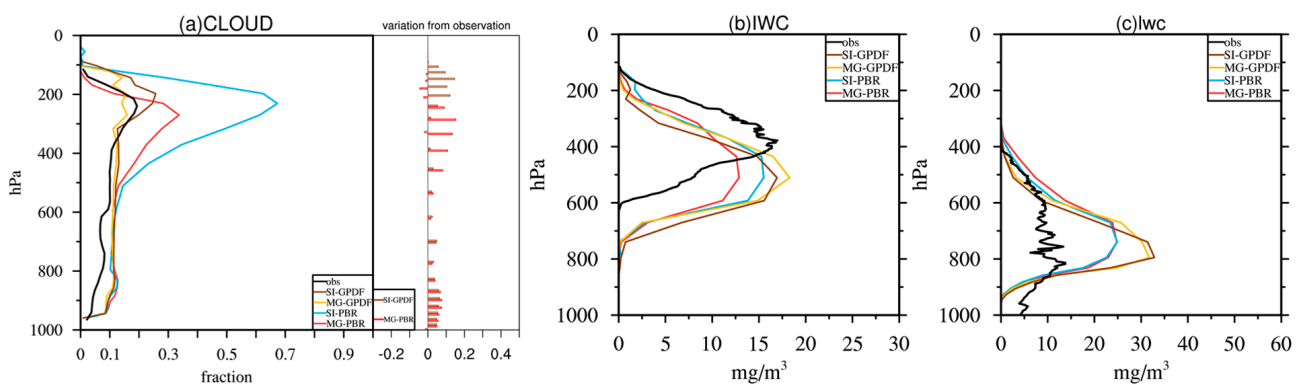 (a)CLOUD
variation from observation
0
200
400
600
800
1000
hPa
obs
SI-GPDF
MG-GPDF
SI-PBR
MG-PBR
SI-GPDF
MG-PBR
0 0.1 0.3 0.5 0.7 0.9
-0.2 0 0.2 0.4
fraction
(b)IWC
0
200
400
600
800
1000
hPa
obs
SI-GPDF
MG-GPDF
SI-PBR
MG-PBR
0 5 10 15 20 25 30
mg/m³
(c)lwc
0
200
400
600
800
1000
hPa
obs
SI-GPDF
MG-GPDF
SI-PBR
MG-PBR
0 10 20 30 40 50 60
mg/m³